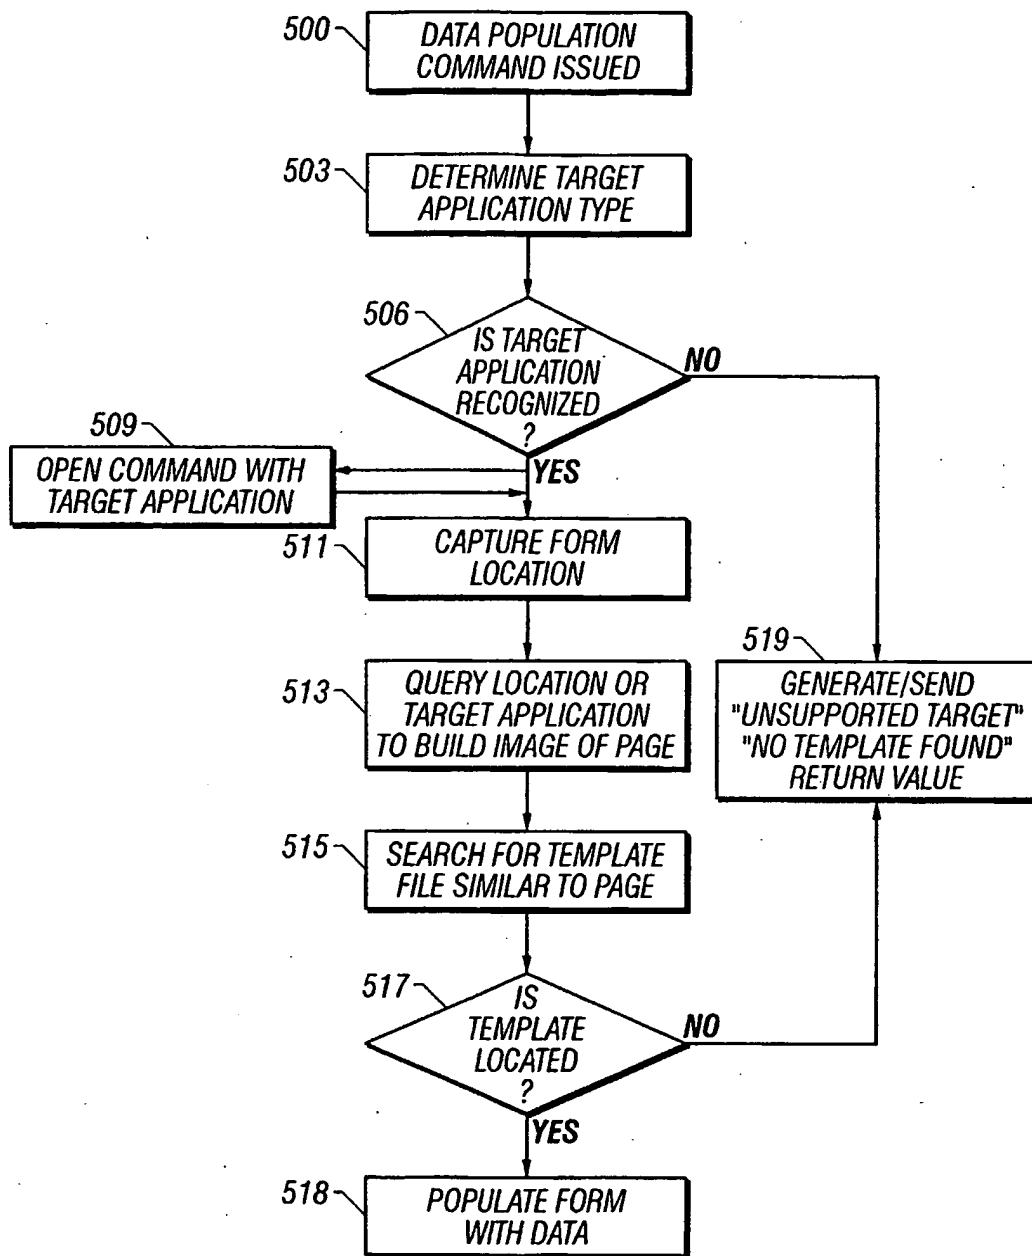 500
DATA POPULATION
COMMAND ISSUED
503
DETERMINE TARGET
APPLICATION TYPE
506
IS TARGET
APPLICATION
RECOGNIZED
?
NO
YES
509
OPEN COMMAND WITH
TARGET APPLICATION
511
CAPTURE FORM
LOCATION
513
QUERY LOCATION OR
TARGET APPLICATION
TO BUILD IMAGE OF PAGE
519
GENERATE/SEND
"UNSUPPORTED TARGET"
"NO TEMPLATE FOUND"
RETURN VALUE
515
SEARCH FOR TEMPLATE
FILE SIMILAR TO PAGE
517
IS
TEMPLATE
LOCATED
?
NO
YES
518
POPULATE FORM
WITH DATA